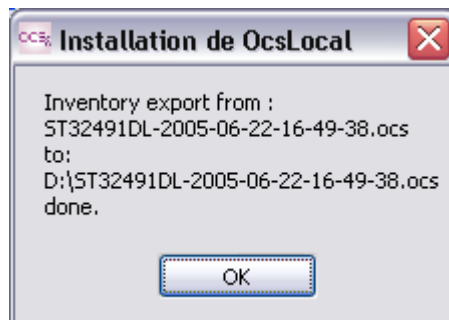 Installation de OcsLocal
Inventory export from :
ST32491DL-2005-06-22-16-49-38.ocs
to:
D:\ST32491DL-2005-06-22-16-49-38.ocs
done.
OK